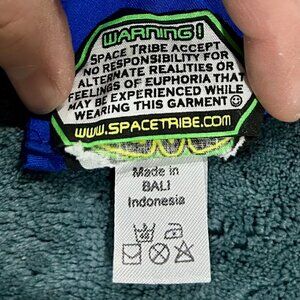 WARNING!
SPACE TRIBE ACCEPT
NO RESPONSIBILITY FOR
ALTERNATE REALITIES OR
FEELINGS OF EUPHORIA THAT
MAY BE EXPERIENCED WHILE
WEARING THIS GARMENT☺
WWW.SPACETRIBE.COM
Made in
BALI
Indonesia
40